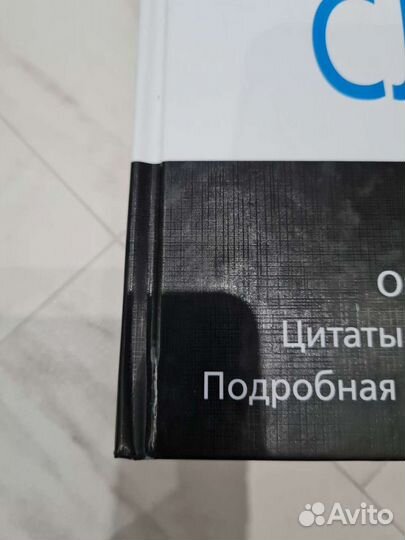 О
Цитаты
Подробная
Avito